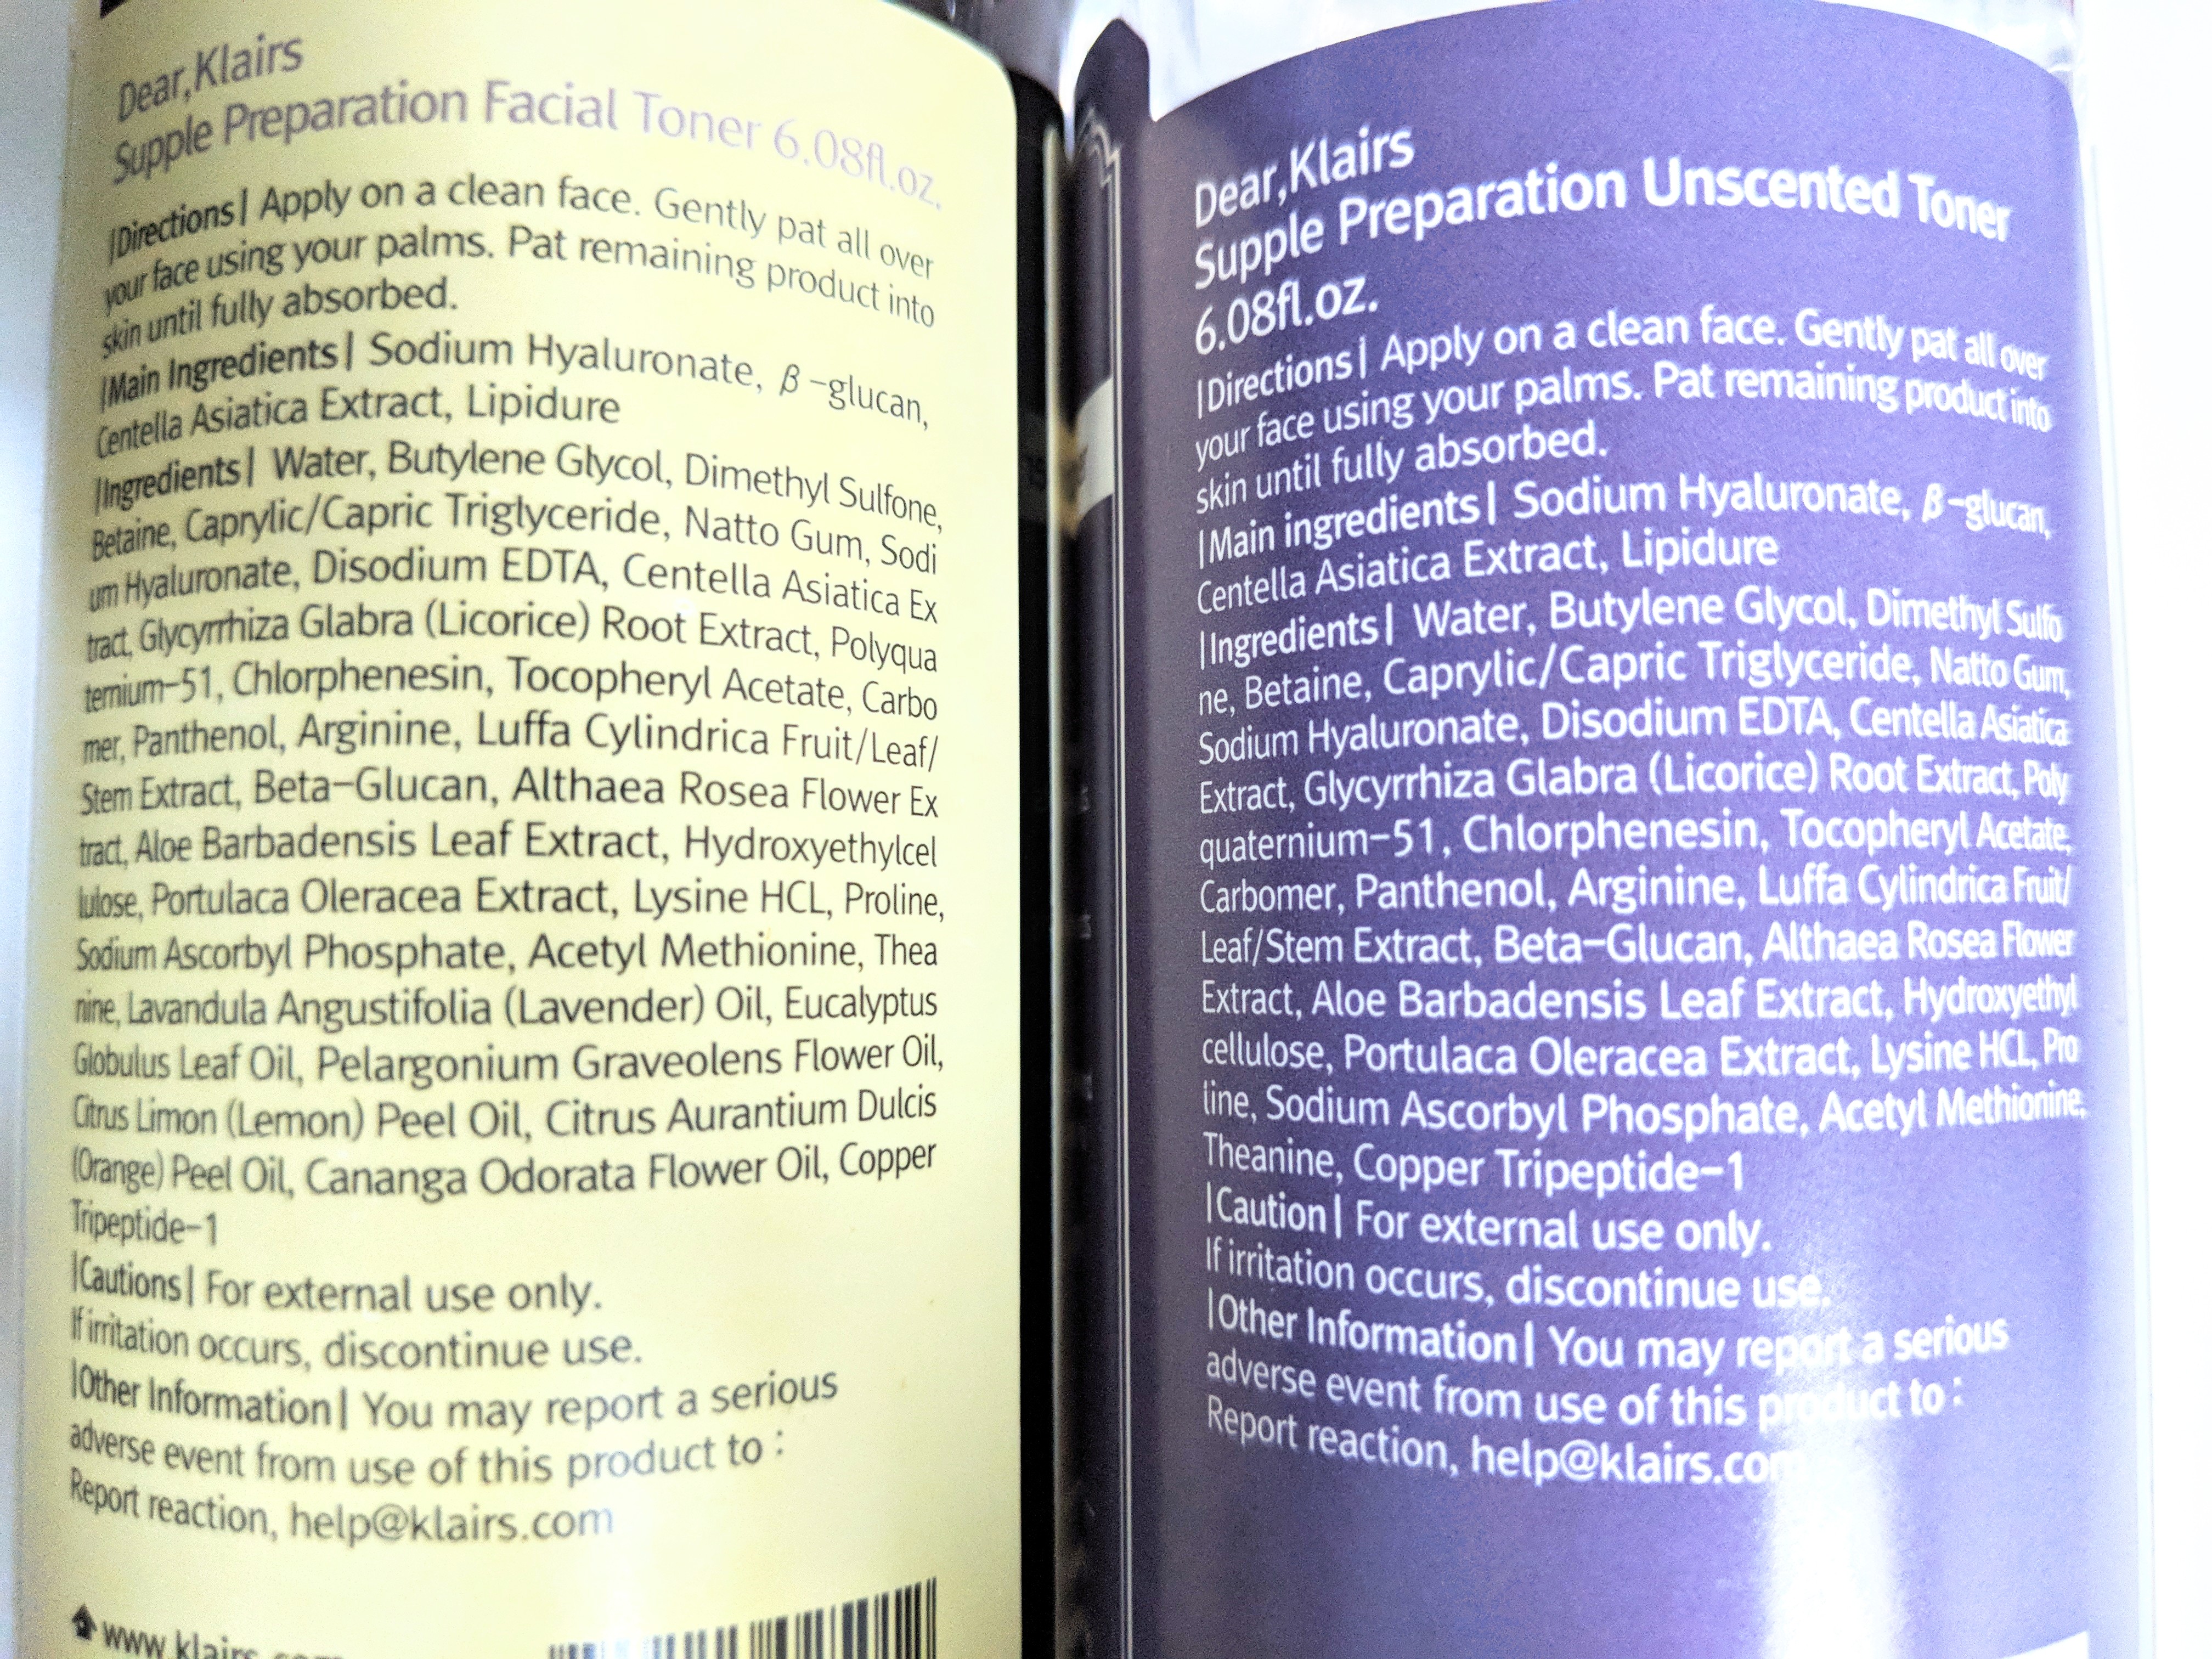 Dear,Klairs
Supple Preparation Facial Toner 6.08fl.oz.
|Directions| Apply on a clean face. Gently pat all over
your face using your palms. Pat remaining product into
skin until fully absorbed.
|Main Ingredients| Sodium Hyaluronate, β-glucan,
Centella Asiatica Extract, Lipidure
|Ingredients| Water, Butylene Glycol, Dimethyl Sulfone,
Betaine, Caprylic/Capric Triglyceride, Natto Gum, Sodi
um Hyaluronate, Disodium EDTA, Centella Asiatica Ex
tract, Glycyrrhiza Glabra (Licorice) Root Extract, Polyqua
ternium-51, Chlorphenesin, Tocopheryl Acetate, Carbo
mer, Panthenol, Arginine, Luffa Cylindrica Fruit/Leaf/
Stem Extract, Beta-Glucan, Althaea Rosea Flower Ex
tract, Aloe Barbadensis Leaf Extract, Hydroxyethylcel
lulose, Portulaca Oleracea Extract, Lysine HCL, Proline,
Sodium Ascorbyl Phosphate, Acetyl Methionine, Thea
nine, Lavandula Angustifolia (Lavender) Oil, Eucalyptus
Globulus Leaf Oil, Pelargonium Graveolens Flower Oil,
Citrus Limon (Lemon) Peel Oil, Citrus Aurantium Dulcis
(Orange) Peel Oil, Cananga Odorata Flower Oil, Copper
Tripeptide-1
|Cautions| For external use only.
If irritation occurs, discontinue use.
|Other Information| You may report a serious
adverse event from use of this product to :
Report reaction, help@klairs.com
www.klairs.com
Dear,Klairs
Supple Preparation Unscented Toner
6.08fl.oz.
|Directions| Apply on a clean face. Gently pat all over
your face using your palms. Pat remaining product into
skin until fully absorbed.
|Main ingredients| Sodium Hyaluronate, β-glucan,
Centella Asiatica Extract, Lipidure
|Ingredients| Water, Butylene Glycol, Dimethyl Sulfo
ne, Betaine, Caprylic/Capric Triglyceride, Natto Gum,
Sodium Hyaluronate, Disodium EDTA, Centella Asiatica
Extract, Glycyrrhiza Glabra (Licorice) Root Extract, Poly
quaternium-51, Chlorphenesin, Tocopheryl Acetate,
Carbomer, Panthenol, Arginine, Luffa Cylindrica Fruit/
Leaf/Stem Extract, Beta-Glucan, Althaea Rosea Flower
Extract, Aloe Barbadensis Leaf Extract, Hydroxyethyl
cellulose, Portulaca Oleracea Extract, Lysine HCL, Pro
line, Sodium Ascorbyl Phosphate, Acetyl Methionine,
Theanine, Copper Tripeptide-1
|Caution| For external use only.
If irritation occurs, discontinue use.
|Other Information| You may report a serious
adverse event from use of this product to :
Report reaction, help@klairs.com